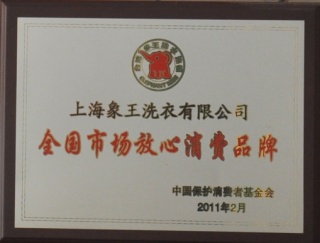 上海象王洗衣有限公司
全国市场放心消费品牌
中国保护消费者基金会
2011年2月